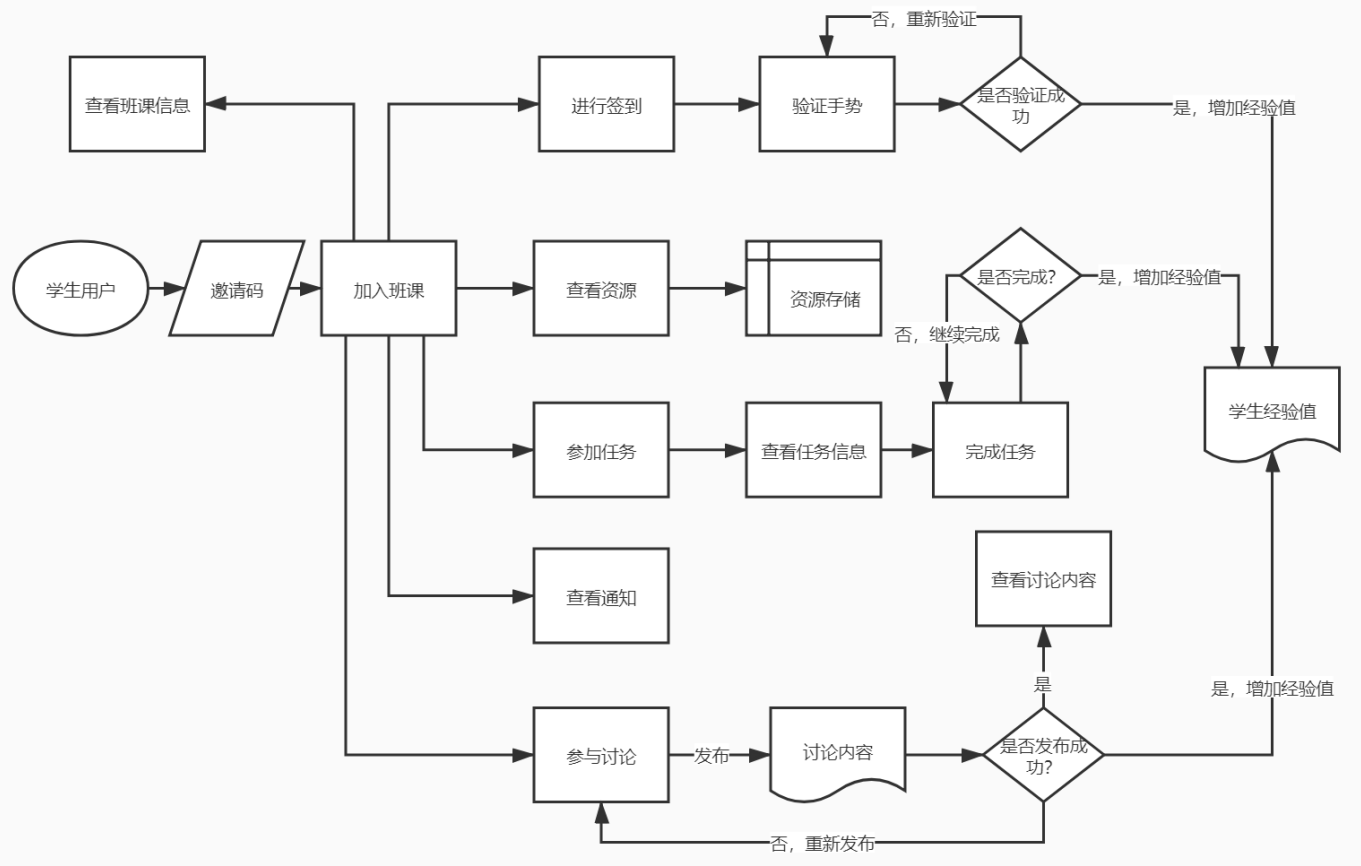 否，重新验证
查看班课信息
进行签到
验证手势
是否验证成
功
是，增加经验值
学生用户
邀请码
加入班课
查看资源
资源存储
是否完成？
是，增加经验值
否，继续完成
学生经验值
参加任务
查看任务信息
完成任务
查看通知
查看讨论内容
是
是，增加经验值
参与讨论
发布
讨论内容
是否发布成
功？
否，重新发布